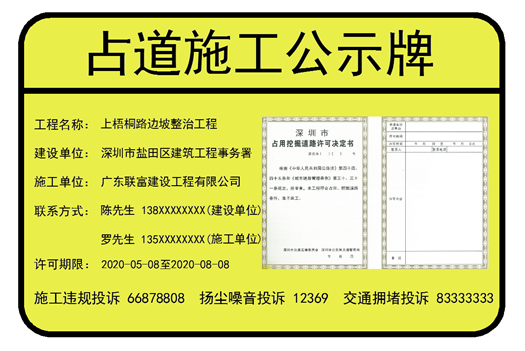 占道施工公示牌
工程名称： 上梧桐路边坡整治工程
建设单位： 深圳市盐田区建筑工程事务署
施工单位： 广东联富建设工程有限公司
联系方式： 陈先生 138XXXXXXXX(建设单位)
罗先生 135XXXXXXXX(施工单位)
许可期限： 2020-05-08至2020-08-08
施工违规投诉 66878808 扬尘噪音投诉 12369 交通拥堵投诉 83333333
深圳市
占用挖掘道路许可决定书